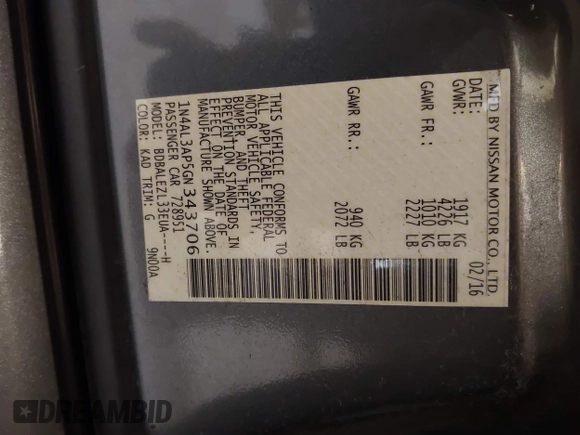 MFD BY NISSAN MOTOR CO., LTD.
DATE: 02/16
GVWR: 1917 KG
4226 LB
GAWR FR.: 1010 KG
2227 LB
GAWR RR.: 940 KG
2072 LB
THIS VEHICLE CONFORMS TO
ALL APPLICABLE FEDERAL
MOTOR VEHICLE SAFETY,
BUMPER, AND THEFT
PREVENTION STANDARDS IN
EFFECT ON THE DATE OF
MANUFACTURE SHOWN ABOVE.
1N4AL3AP5GN343706
PASSENGER CAR 728951
MODEL: BDBALEZL33EUA----H
COLOR: KAD TRIM: G 9N00A
DREAMBID